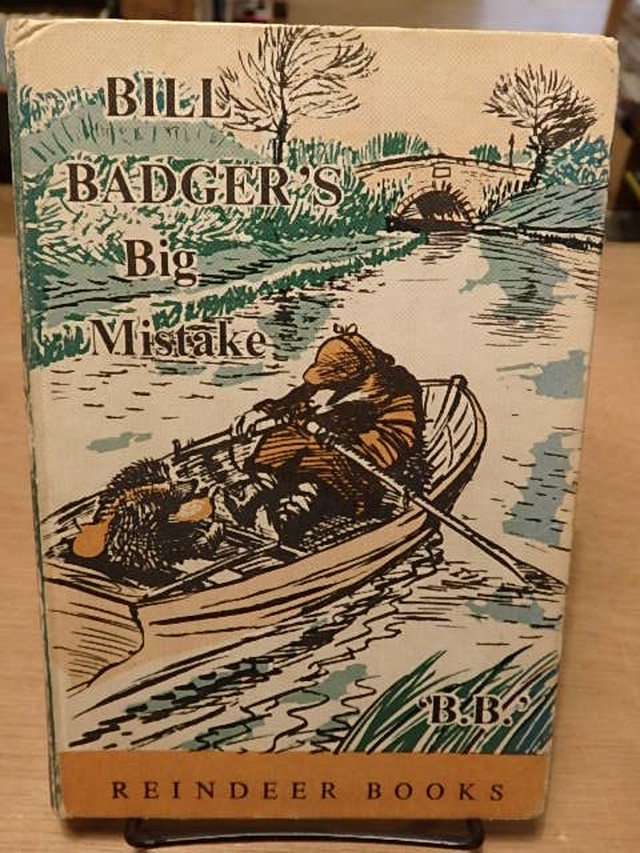 BILL
BADGER'S
Big
Mistake
'B.B.'
REINDEER BOOKS